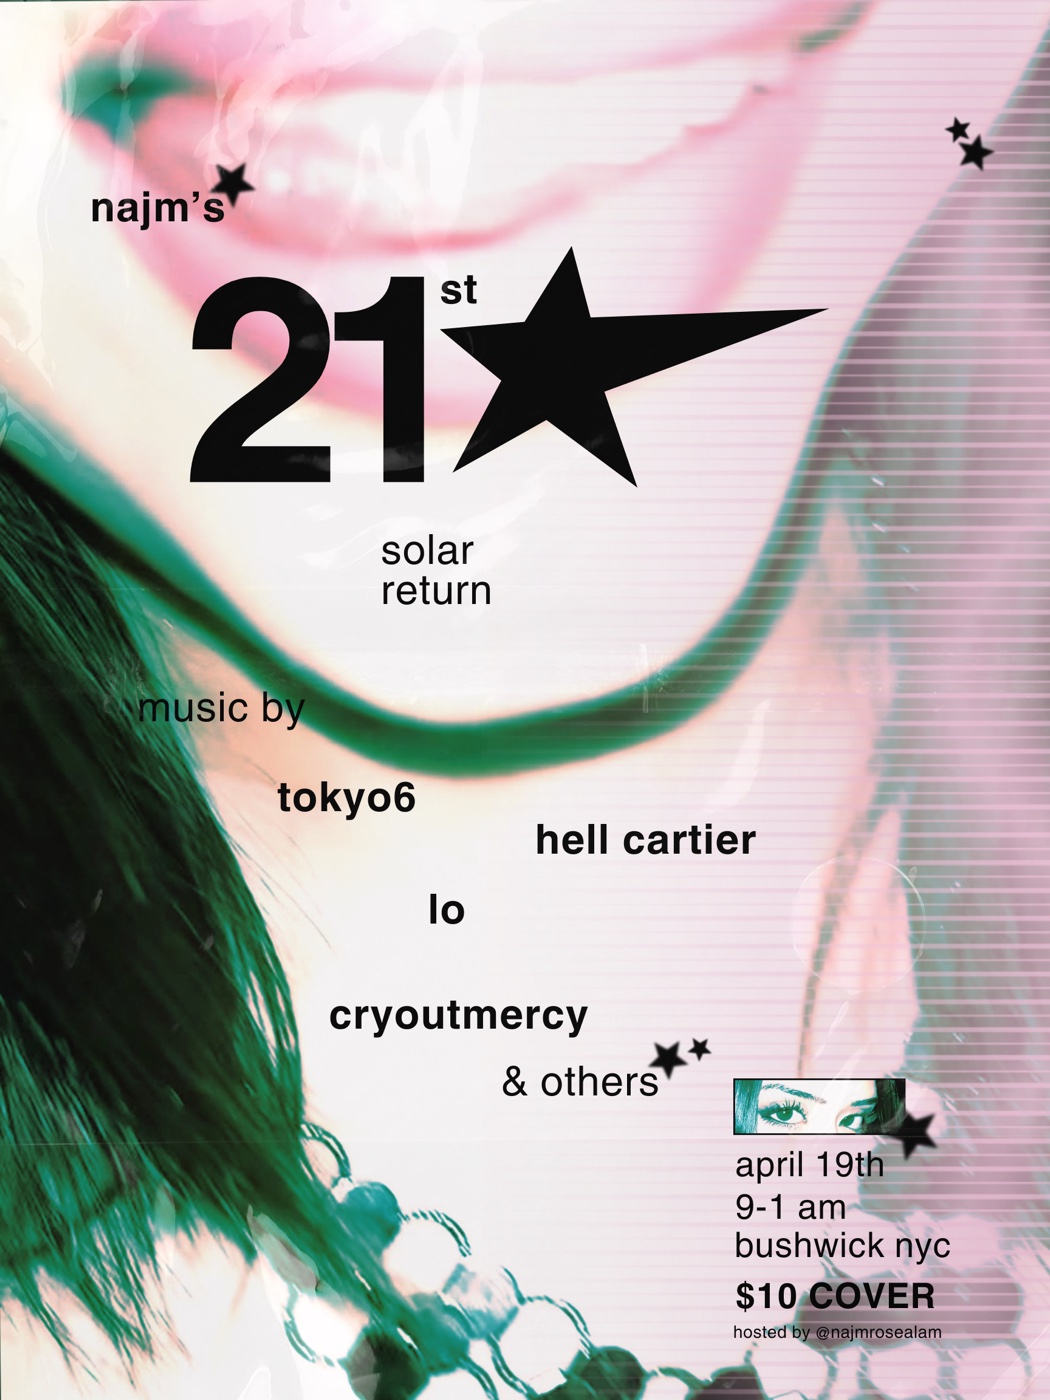 najm’s
21st
solar
return
music by
tokyo6
hell cartier
lo
cryoutmercy
& others
april 19th
9-1 am
bushwick nyc
$10 COVER
hosted by @najmrosealam